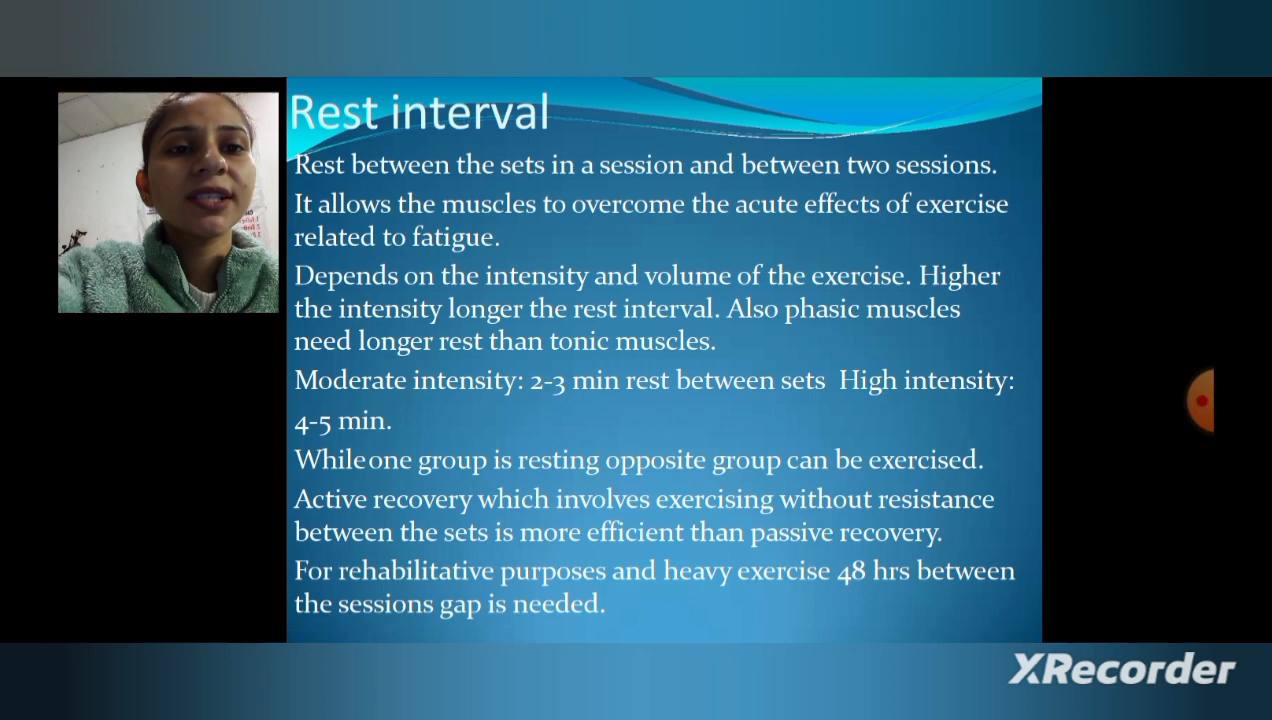 Rest interval
Rest between the sets in a session and between two sessions.
It allows the muscles to overcome the acute effects of exercise
related to fatigue.
Depends on the intensity and volume of the exercise. Higher
the intensity longer the rest interval. Also phasic muscles
need longer rest than tonic muscles.
Moderate intensity: 2-3 min rest between sets High intensity:
4-5 min.
While one group is resting opposite group can be exercised.
Active recovery which involves exercising without resistance
between the sets is more efficient than passive recovery.
For rehabilitative purposes and heavy exercise 48 hrs between
the sessions gap is needed.
XRecorder